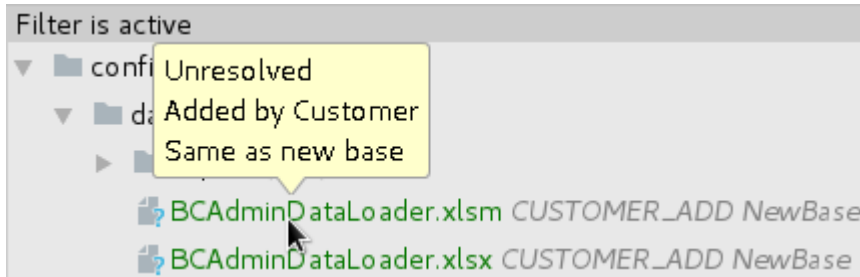 Filter is active
confi
Unresolved
Added by Customer
Same as new base
BCAdminDataLoader.xlsm CUSTOMER_ADD NewBase
BCAdminDataLoader.xlsx CUSTOMER_ADD NewBase